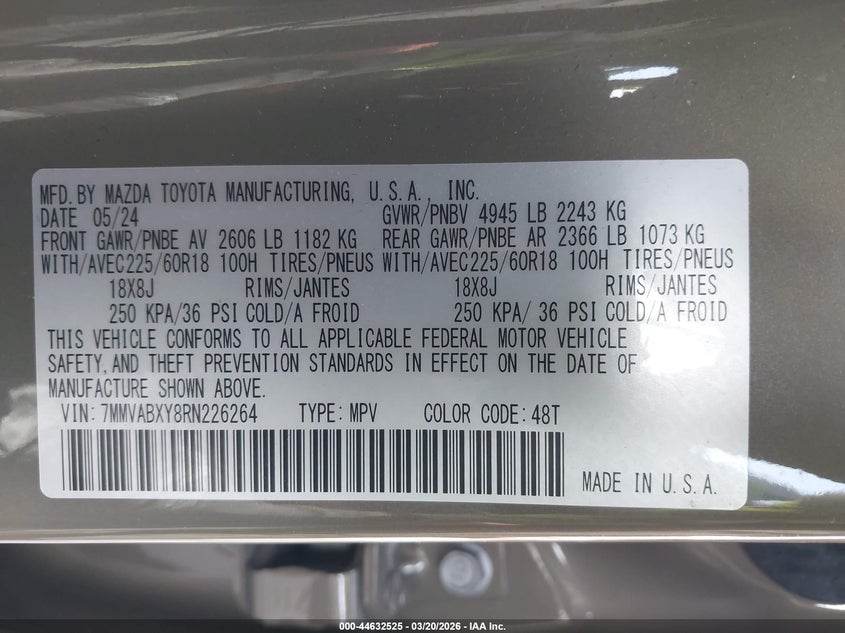 MFD. BY MAZDA TOYOTA MANUFACTURING, U.S.A., INC.
DATE 05/24 GVWR/PNBV 4945 LB 2243 KG
FRONT GAWR/PNBE AV 2606 LB 1182 KG REAR GAWR/PNBE AR 2366 LB 1073 KG
WITH/AVEC225/60R18 100H TIRES/PNEUS WITH/AVEC225/60R18 100H TIRES/PNEUS
18X8J RIMS/JANTES 18X8J RIMS/JANTES
250 KPA/36 PSI COLD/A FROID 250 KPA/ 36 PSI COLD/A FROID
THIS VEHICLE CONFORMS TO ALL APPLICABLE FEDERAL MOTOR VEHICLE
SAFETY, AND THEFT PREVENTION STANDARDS IN EFFECT ON THE DATE OF
MANUFACTURE SHOWN ABOVE.
VIN: 7MMVABXY8RN226264 TYPE: MPV COLOR CODE: 48T
MADE IN U.S.A.
000-44632525 - 03/20/2026 - IAA Inc.